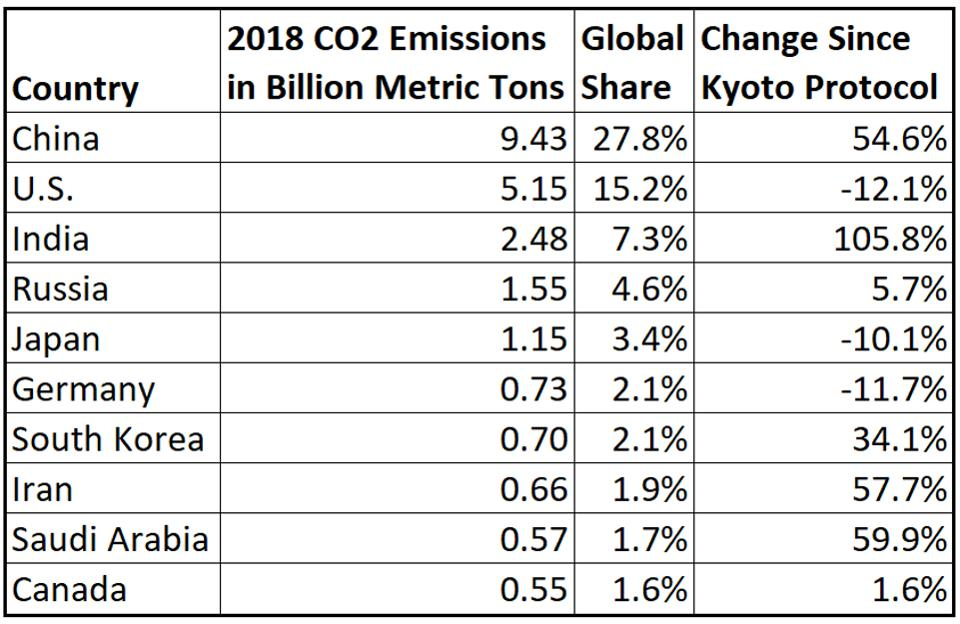 Country 2018 CO2 Emissions in Billion Metric Tons Global Share Change Since Kyoto Protocol
China 9.43 27.8% 54.6%
U.S. 5.15 15.2% -12.1%
India 2.48 7.3% 105.8%
Russia 1.55 4.6% 5.7%
Japan 1.15 3.4% -10.1%
Germany 0.73 2.1% -11.7%
South Korea 0.70 2.1% 34.1%
Iran 0.66 1.9% 57.7%
Saudi Arabia 0.57 1.7% 59.9%
Canada 0.55 1.6% 1.6%